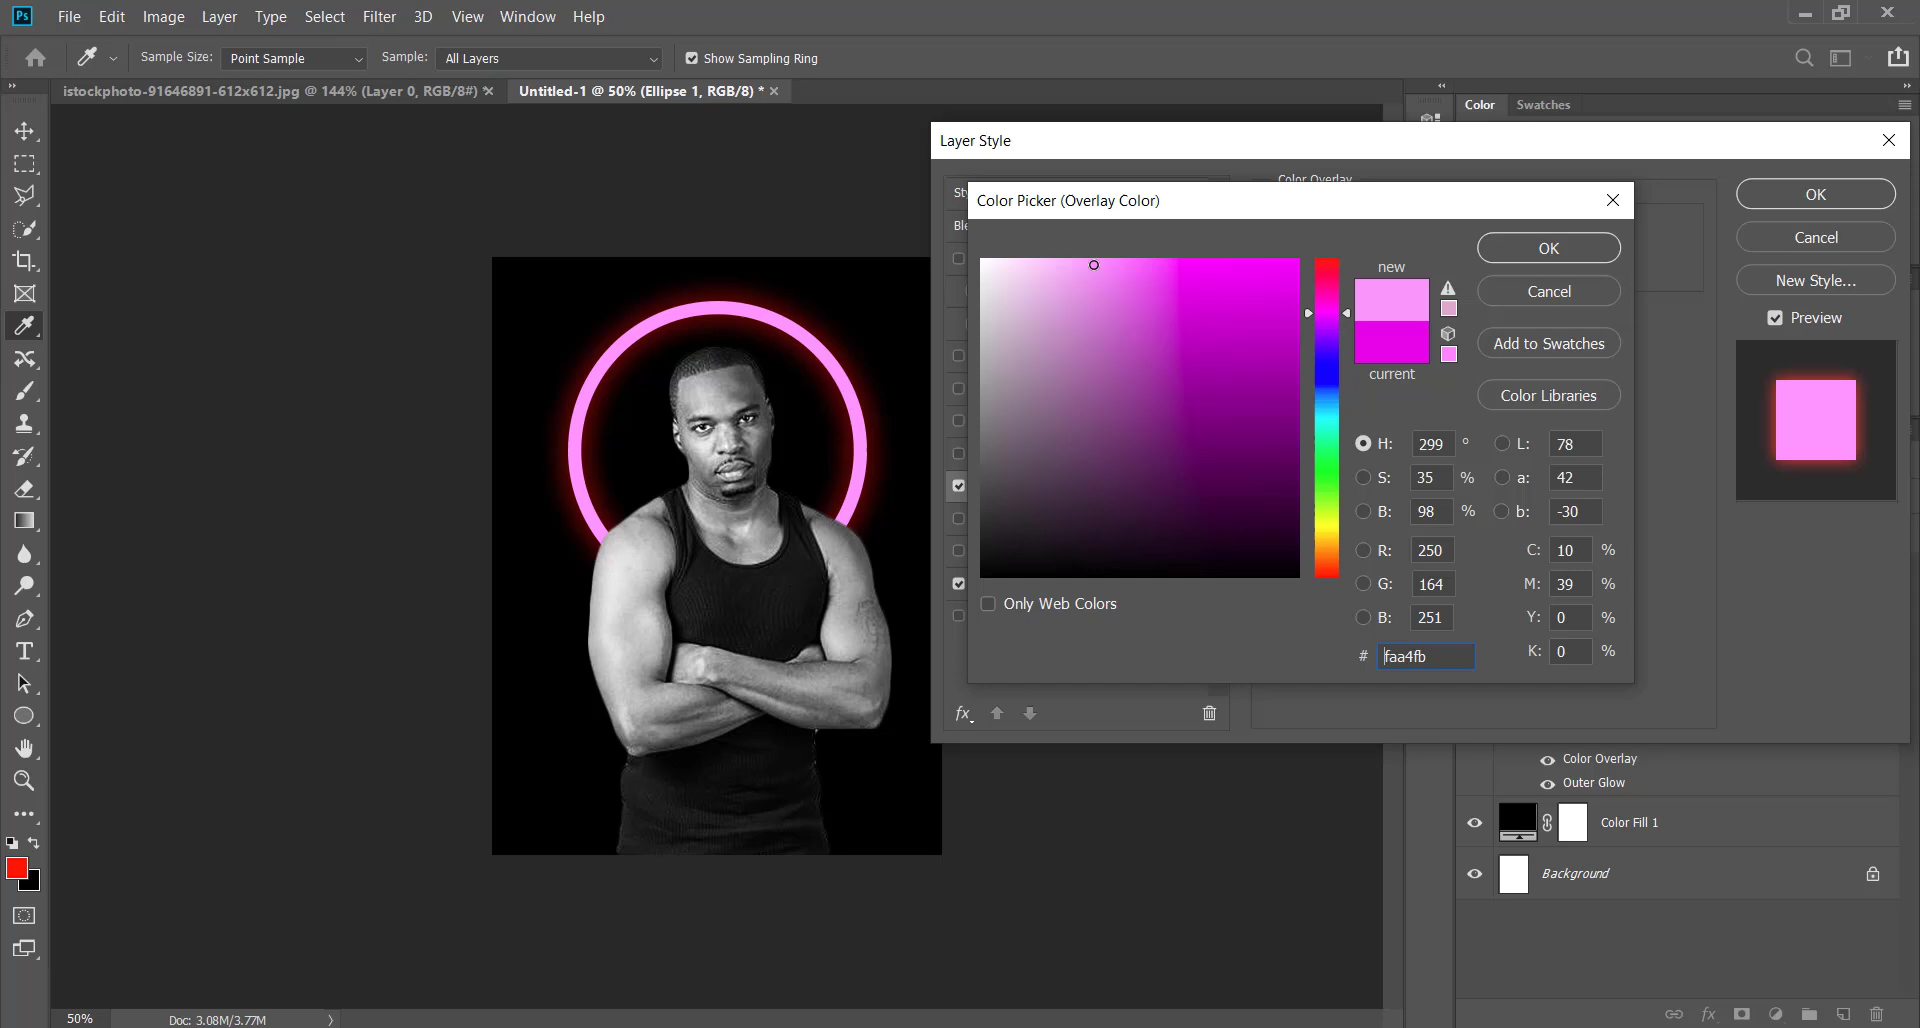 Ps File Edit Image Layer Type Select Filter 3D View Window Help
Sample Size: Point Sample Sample: All Layers Show Sampling Ring
istockphoto-91646891-612x612.jpg @ 144% (Layer 0, RGB/8#) * × Untitled-1 @ 50% (Ellipse 1, RGB/8) * ×
Color Swatches
Layer Style
Color Overlay
Color Picker (Overlay Color)
OK
Cancel
New Style...
Preview
new
current
OK
Cancel
Add to Swatches
Color Libraries
H: 299 ° L: 78
S: 35 % a: 42
B: 98 % b: -30
R: 250 C: 10 %
G: 164 M: 39 %
B: 251 Y: 0 %
# faa4fb K: 0 %
Only Web Colors
fx
Color Overlay
Outer Glow
Color Fill 1
Background
fx
50% Doc: 3.08M/3.77M